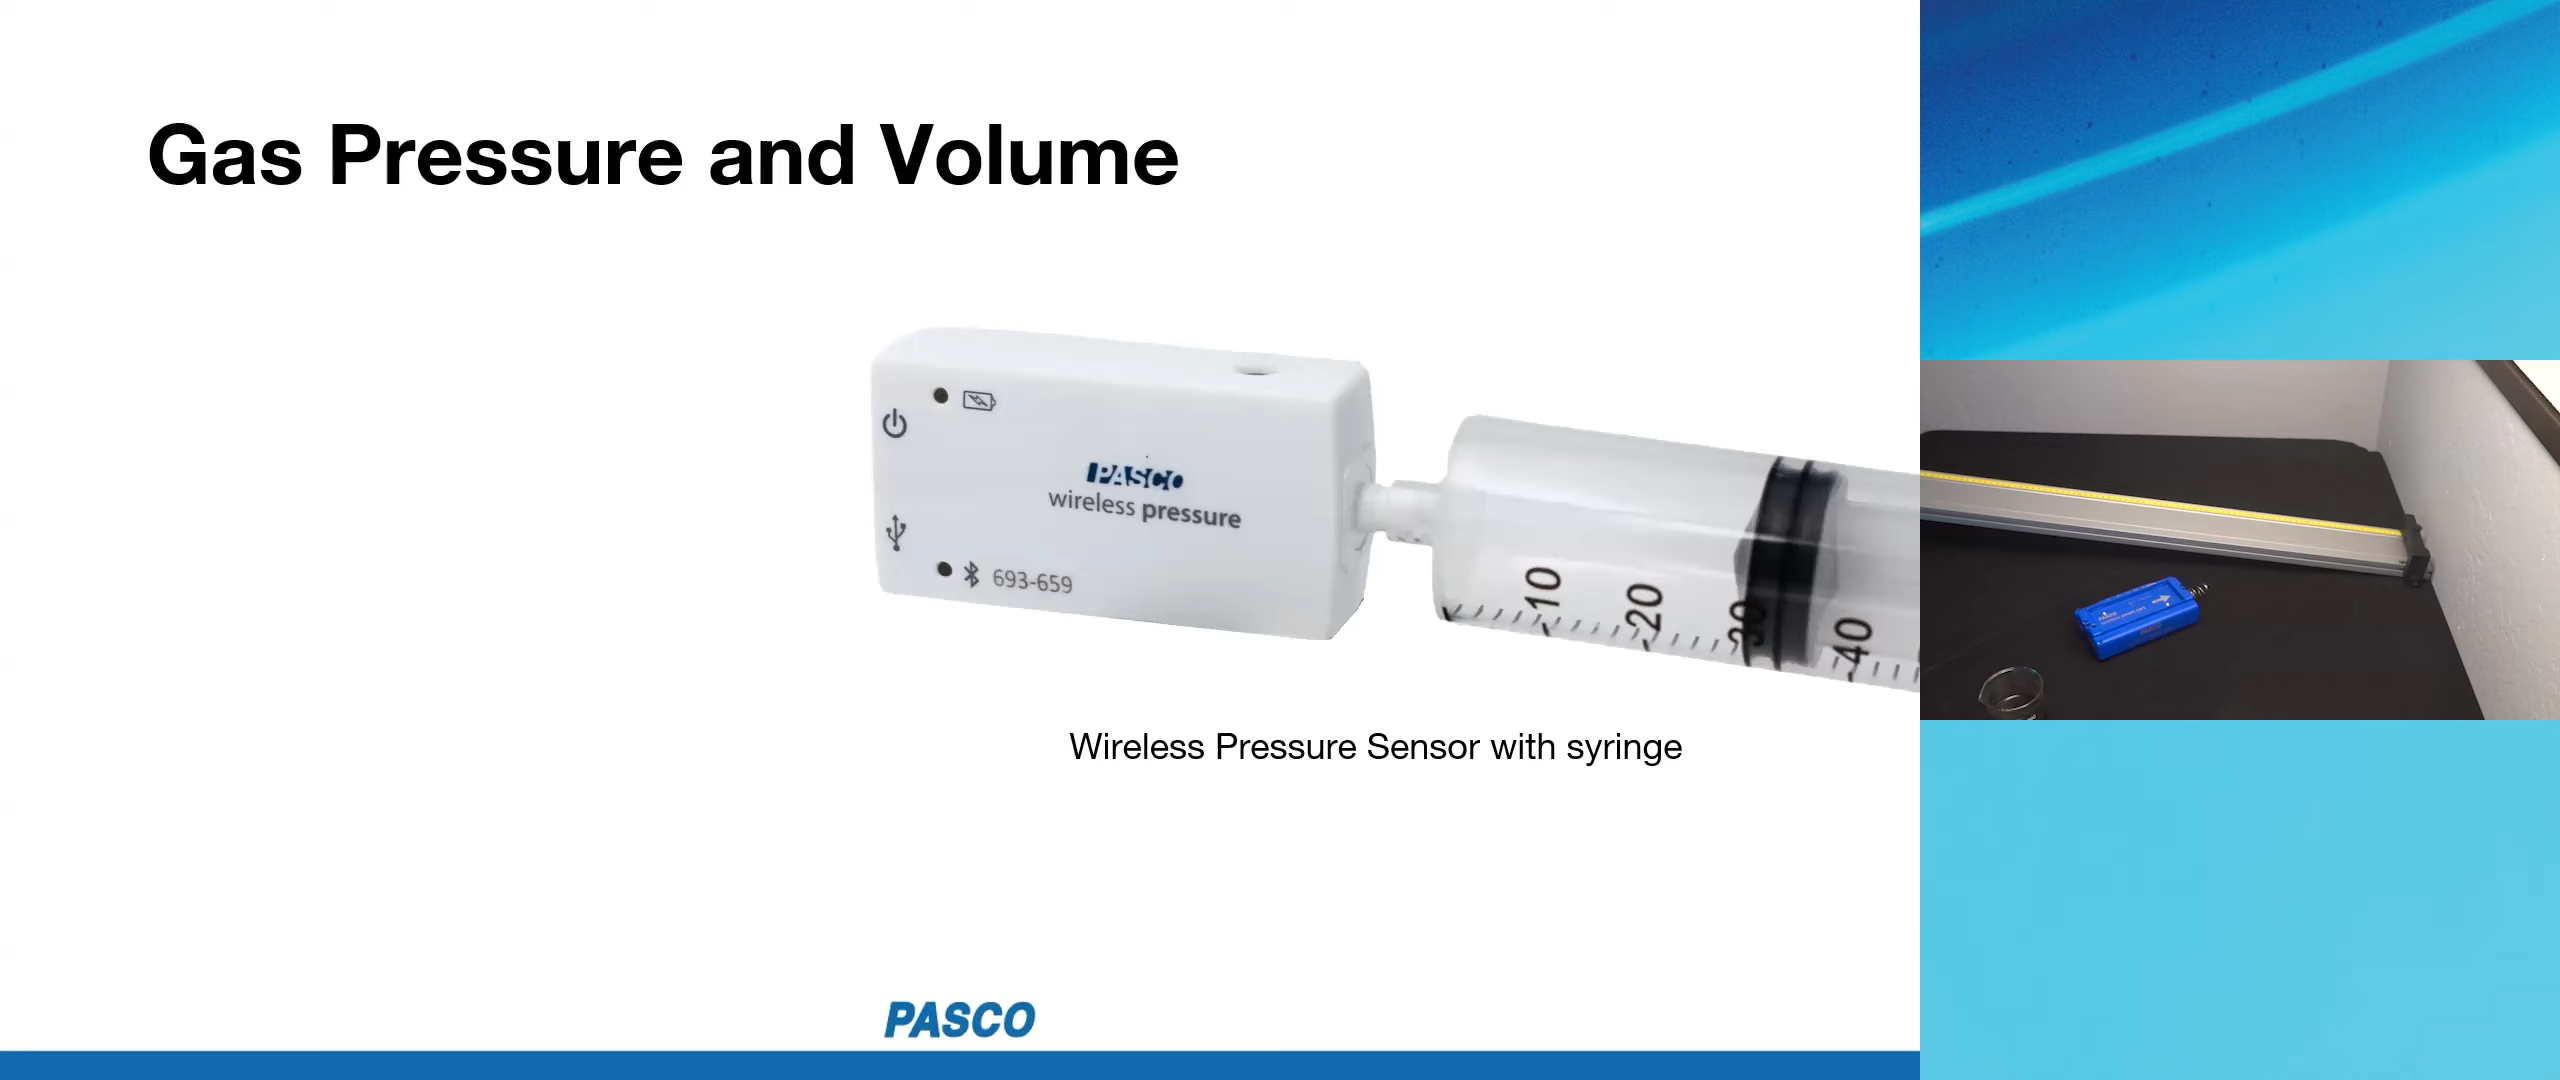 Gas Pressure and Volume
PASCO
wireless pressure
693-659
10
20
30
40
Wireless Pressure Sensor with syringe
PASCO